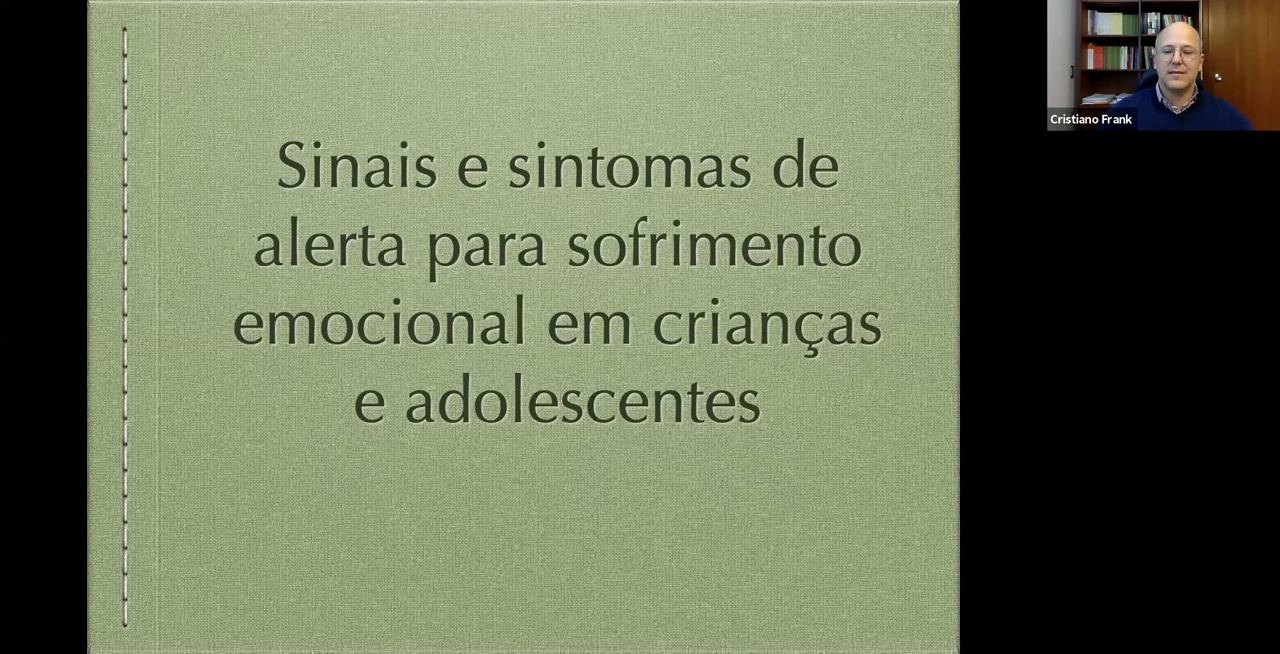 Sinais e sintomas de
alerta para sofrimento
emocional em crianças
e adolescentes
Cristiano Frank